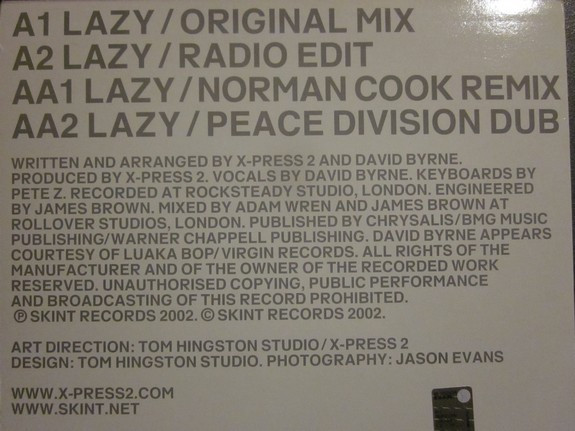 A1 LAZY / ORIGINAL MIX
A2 LAZY / RADIO EDIT
AA1 LAZY / NORMAN COOK REMIX
AA2 LAZY / PEACE DIVISION DUB
WRITTEN AND ARRANGED BY X-PRESS 2 AND DAVID BYRNE.
PRODUCED BY X-PRESS 2. VOCALS BY DAVID BYRNE. KEYBOARDS BY
PETE Z. RECORDED AT ROCKSTEADY STUDIO, LONDON. ENGINEERED
BY JAMES BROWN. MIXED BY ADAM WREN AND JAMES BROWN AT
ROLLOVER STUDIOS, LONDON. PUBLISHED BY CHRYSALIS/BMG MUSIC
PUBLISHING/WARNER CHAPPELL PUBLISHING. DAVID BYRNE APPEARS
COURTESY OF LUAKA BOP/VIRGIN RECORDS. ALL RIGHTS OF THE
MANUFACTURER AND OF THE OWNER OF THE RECORDED WORK
RESERVED. UNAUTHORISED COPYING, PUBLIC PERFORMANCE
AND BROADCASTING OF THIS RECORD PROHIBITED.
℗ SKINT RECORDS 2002. © SKINT RECORDS 2002.
ART DIRECTION: TOM HINGSTON STUDIO / X-PRESS 2
DESIGN: TOM HINGSTON STUDIO. PHOTOGRAPHY: JASON EVANS
WWW.X-PRESS2.COM
WWW.SKINT.NET